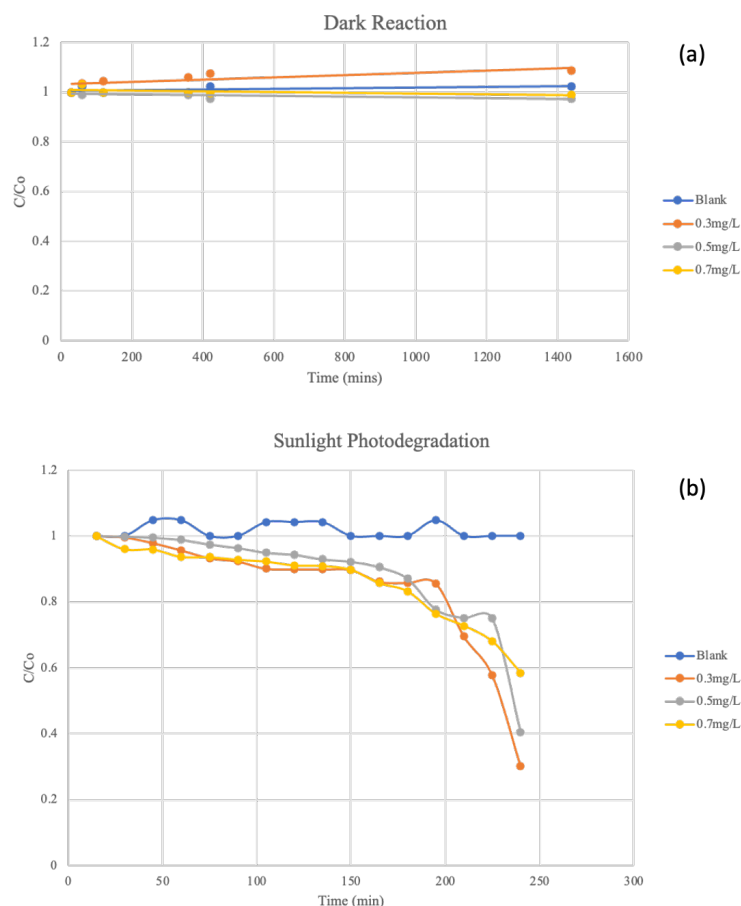 Dark Reaction
(a)
1.2
1
0.8
0.6
0.4
0.2
0
C/Co
0 200 400 600 800 1000 1200 1400 1600
Time (mins)
Blank
0.3mg/L
0.5mg/L
0.7mg/L
Sunlight Photodegradation
(b)
1.2
1
0.8
0.6
0.4
0.2
0
C/Co
0 50 100 150 200 250 300
Time (min)
Blank
0.3mg/L
0.5mg/L
0.7mg/L